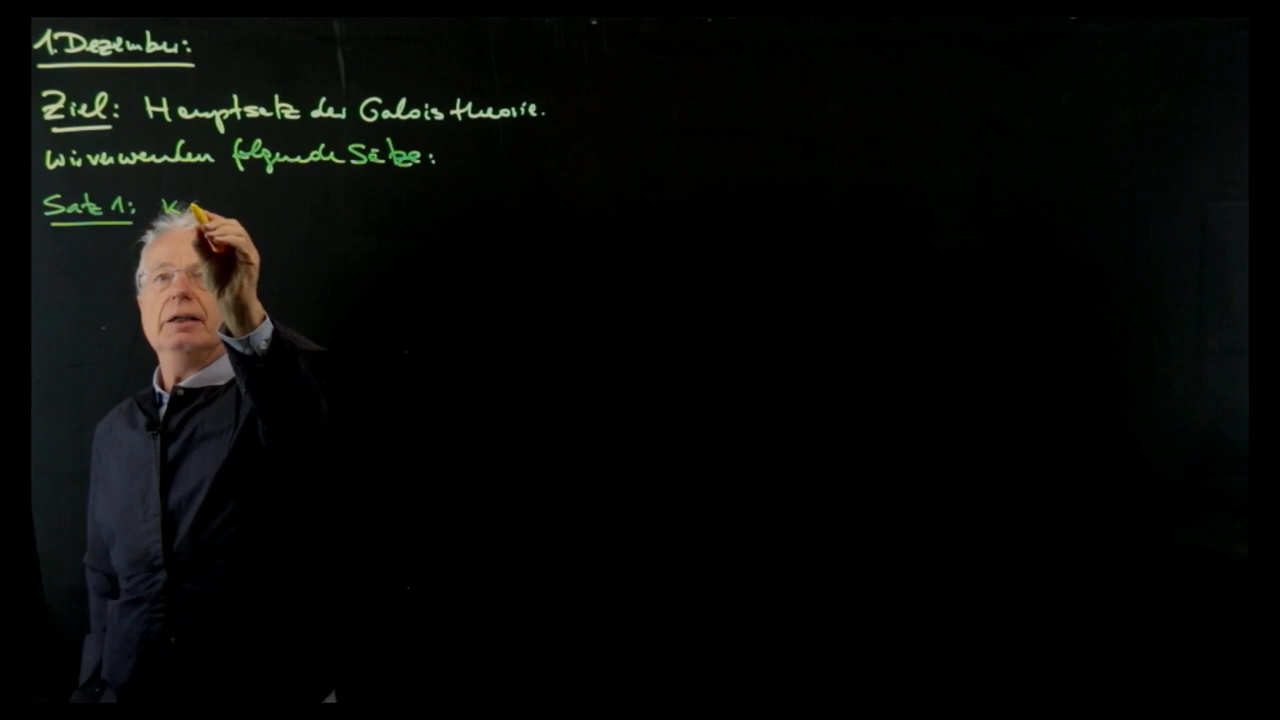 1. Dezember:
Ziel: Hauptsatz der Galoistheorie.
Wir verwenden folgende Sätze:
Satz 1: K